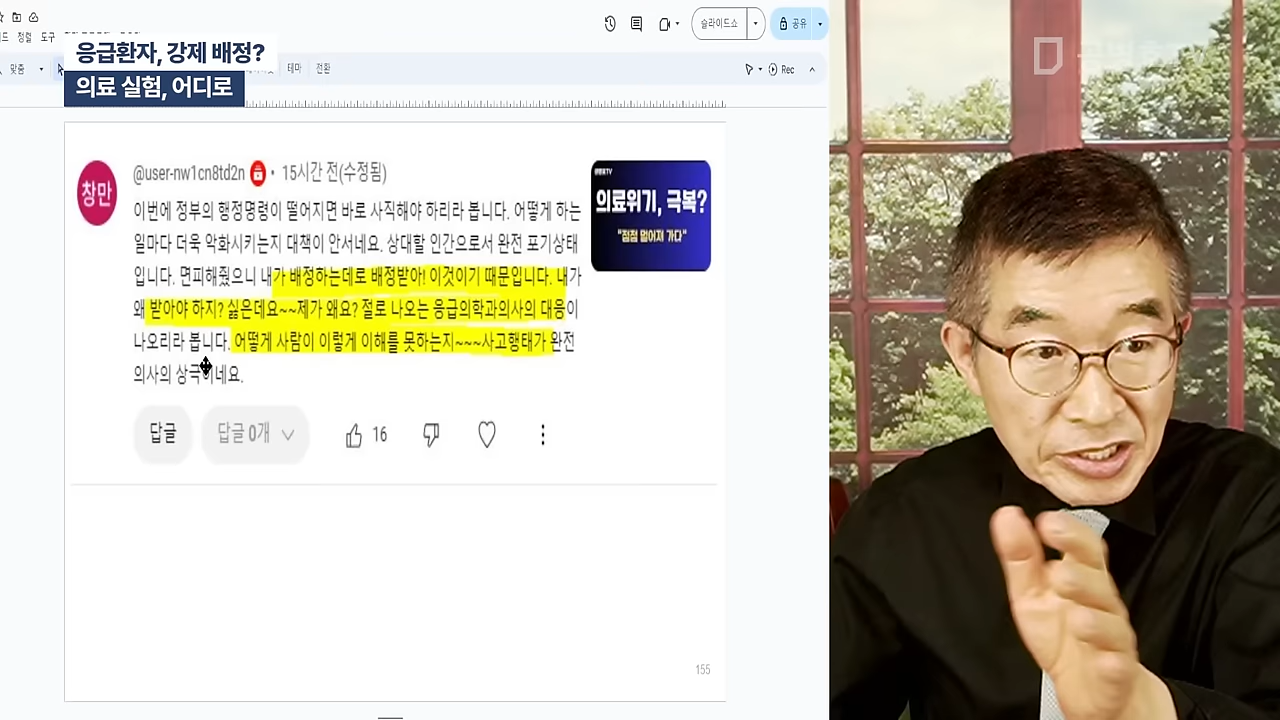 응급환자, 강제 배정?
의료 실험, 어디로
정렬 도구
슬라이드쇼
공유
맞춤
테마
전환
Rec
창만
@user-nw1cn8td2n
15시간 전(수정됨)
이번에 정부의 행정명령이 떨어지면 바로 사직해야 하리라 봅니다. 어떻게 하는
일마다 더욱 악화시키는지 대책이 안서네요. 상대할 인간으로서 완전 포기상태
입니다. 면피해줬으니 내가 배정하는데로 배정받아! 이것이기 때문입니다. 내가
왜 받아야 하지? 싫은데요~~제가 왜요? 절로 나오는 응급의학과의사의 대응이
나오리라 봅니다. 어떻게 사람이 이렇게 이해를 못하는지~~~사고행태가 완전
의사의 상극이네요.
의료위기, 극복?
"점점 멀어져 가다"
답글
답글 0개
16
155